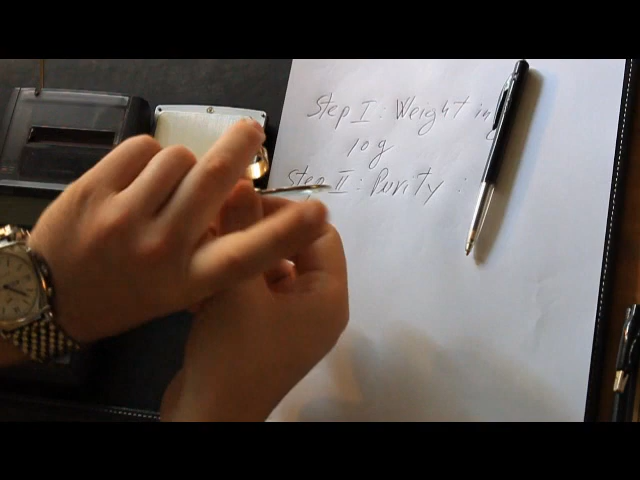 Step I : Weight in g
10g
Step II : Purity :